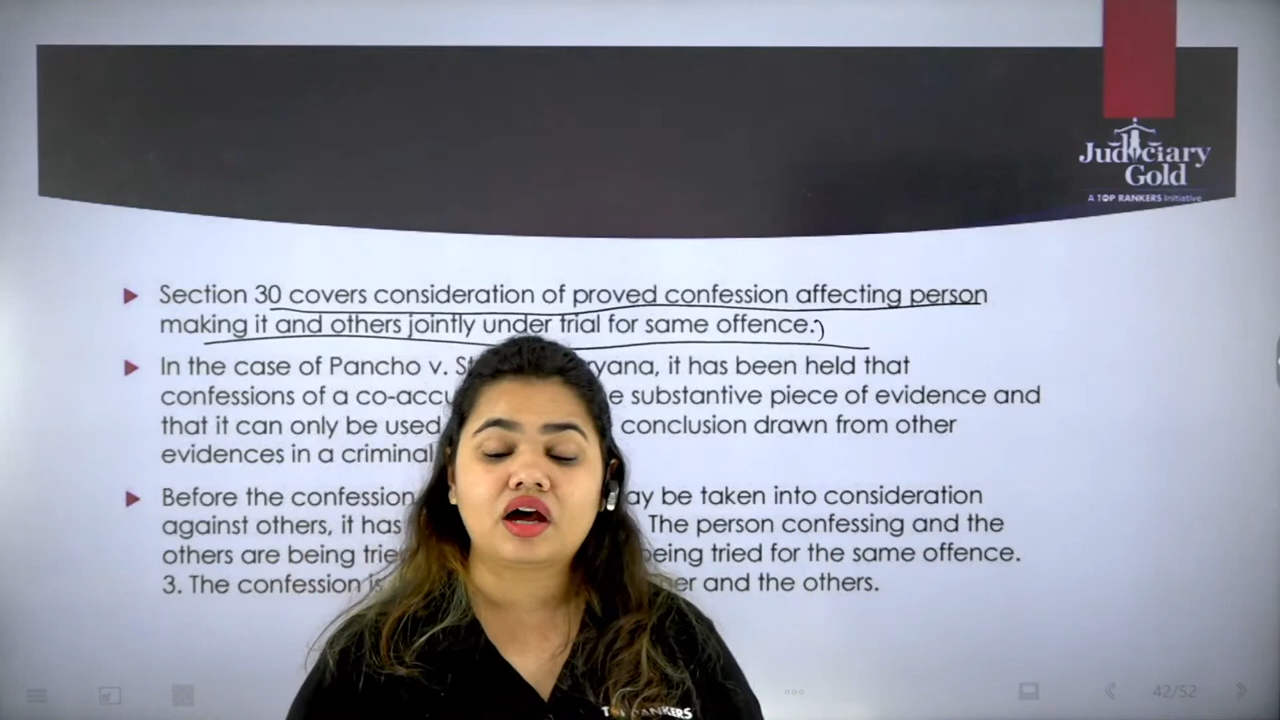 Judiciary
Gold
A TOP RANKERS Initiative
Section 30 covers consideration of proved confession affecting person
making it and others jointly under trial for same offence.
In the case of Pancho v. St ryana, it has been held that
confessions of a co-accu e substantive piece of evidence and
that it can only be used conclusion drawn from other
evidences in a criminal
Before the confession ay be taken into consideration
against others, it has The person confessing and the
others are being trie being tried for the same offence.
3. The confession is er and the others.
42/52